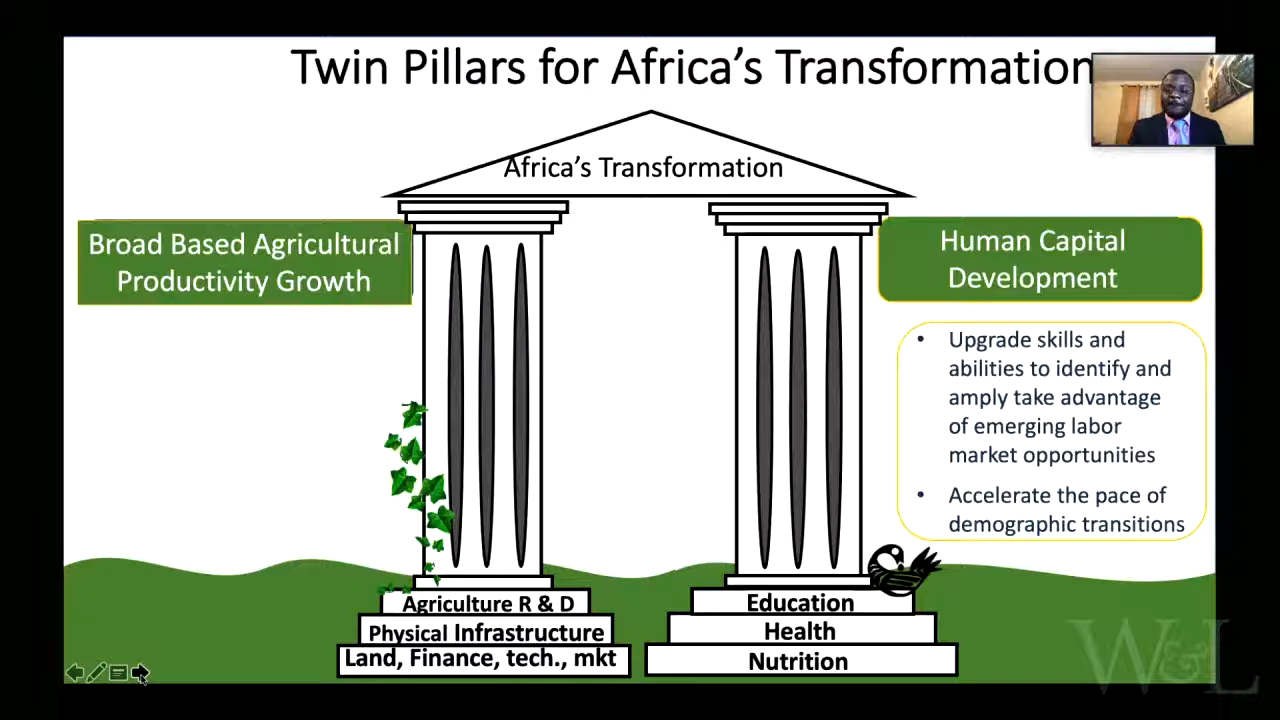 Twin Pillars for Africa's Transformation
Africa's Transformation
Broad Based Agricultural
Productivity Growth
Human Capital
Development
• Upgrade skills and
abilities to identify and
amply take advantage
of emerging labor
market opportunities
• Accelerate the pace of
demographic transitions
Agriculture R & D
Physical Infrastructure
Land, Finance, tech., mkt
Education
Health
Nutrition
W&L